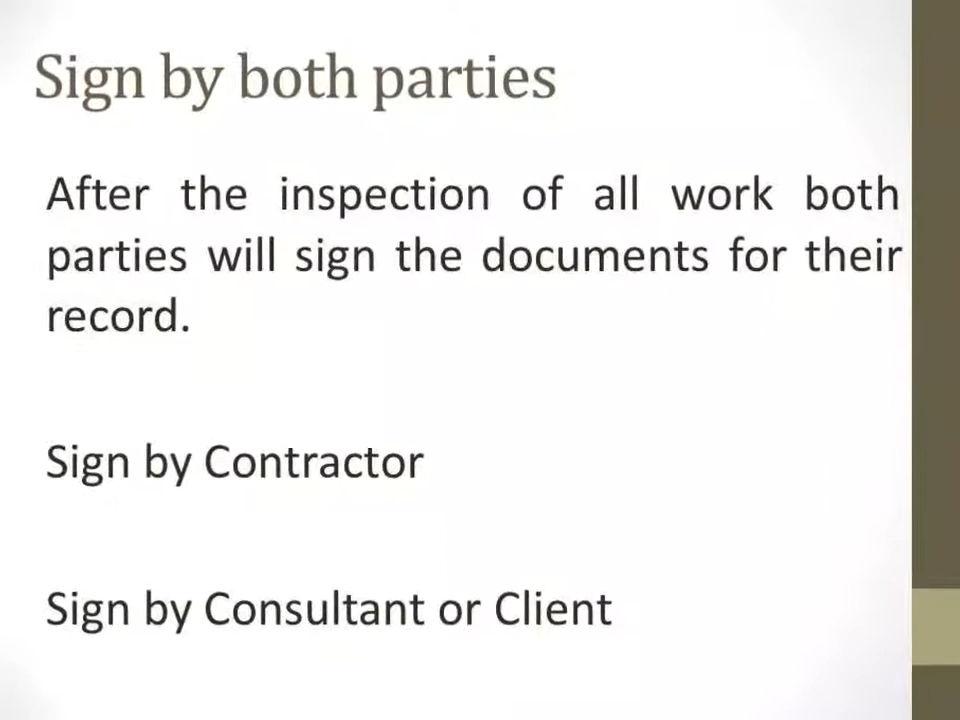 Sign by both parties
After the inspection of all work both
parties will sign the documents for their
record.
Sign by Contractor
Sign by Consultant or Client